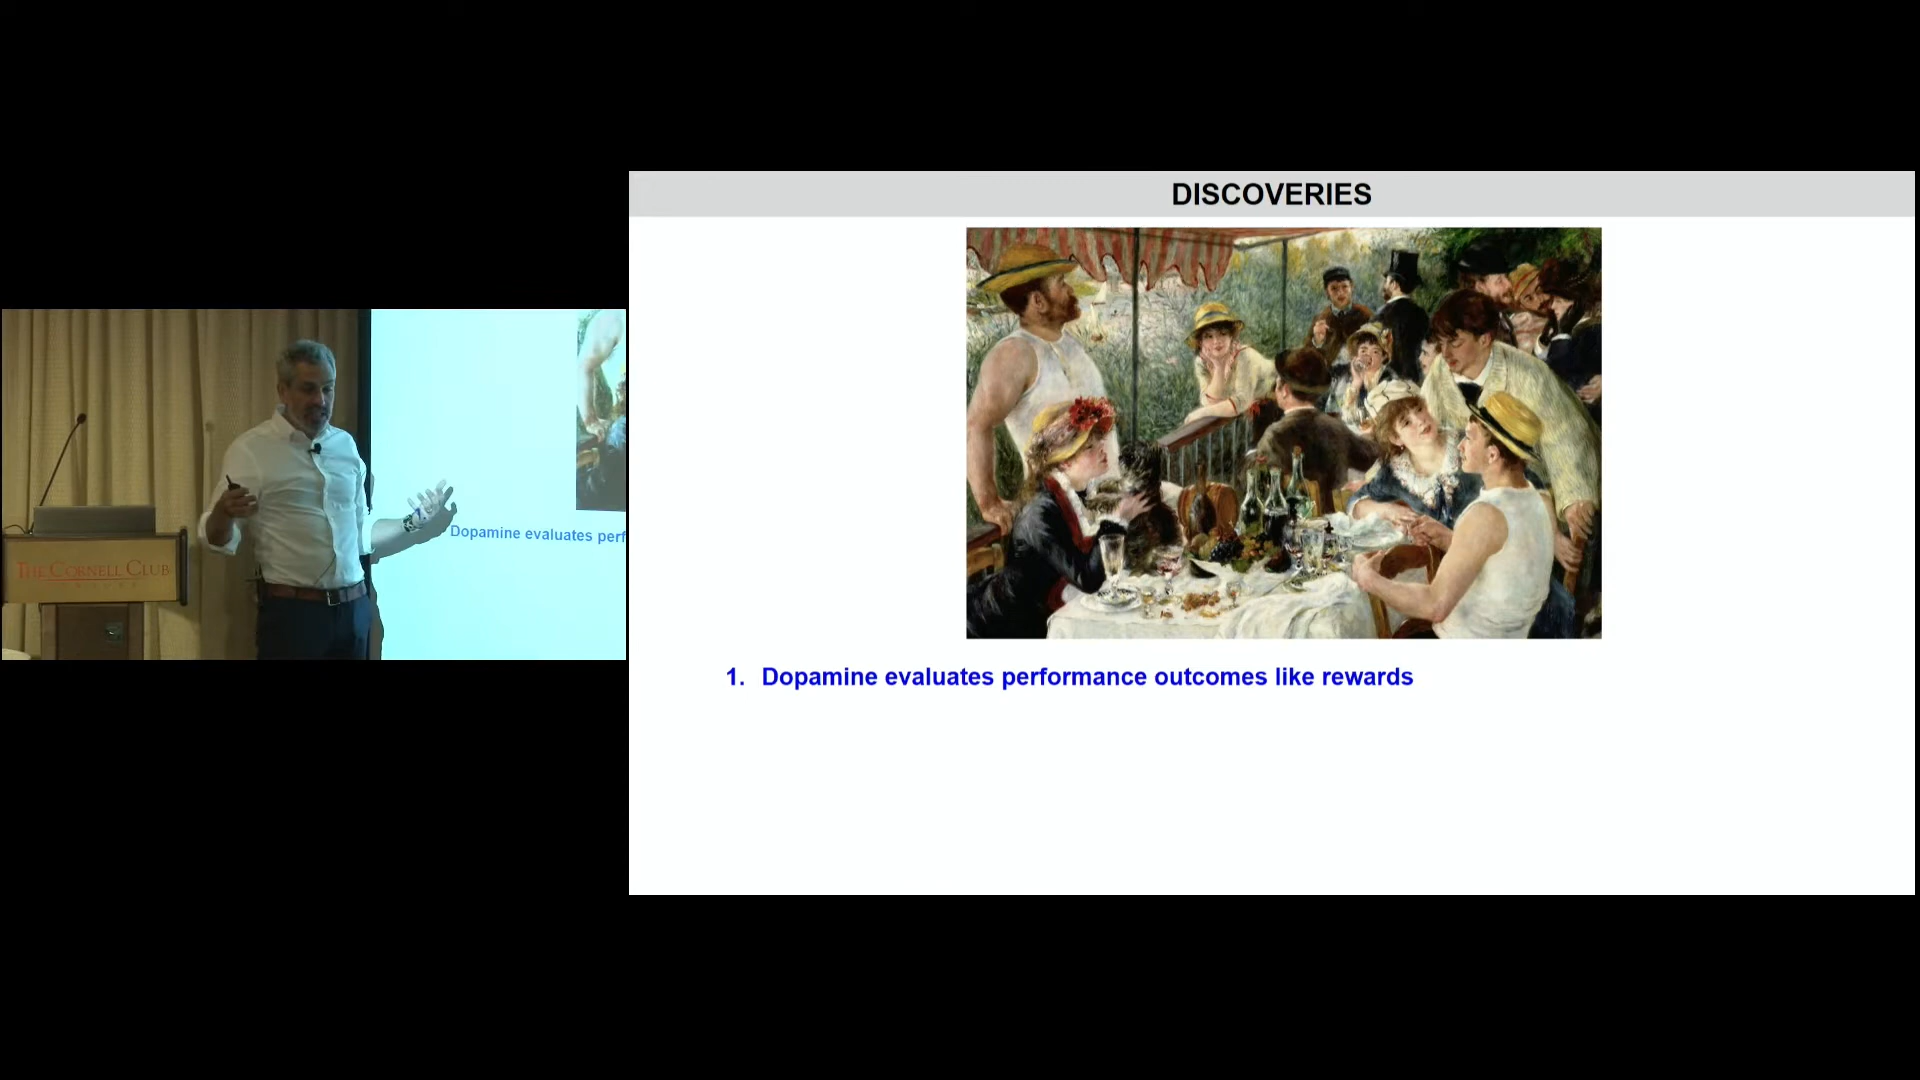 DISCOVERIES
THE CORNELL CLUB
Dopamine evaluates perf
1. Dopamine evaluates performance outcomes like rewards